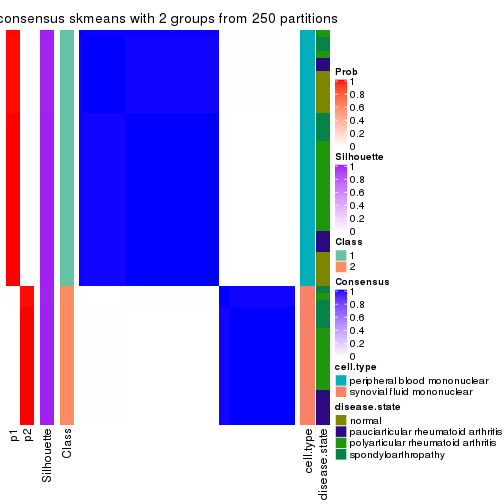 consensus skmeans with 2 groups from 250 partitions
Prob
1
0.8
0.6
0.4
0.2
0
Silhouette
1
0.8
0.6
0.4
0.2
0
Class
1
2
Consensus
1
0.8
0.6
0.4
0.2
0
cell.type
peripheral blood mononuclear
synovial fluid mononuclear
disease.state
normal
pauciarticular rheumatoid arthritis
polyarticular rheumatoid arthritis
spondyloarthropathy
p1
p2
Silhouette
Class
cell.type
disease.state